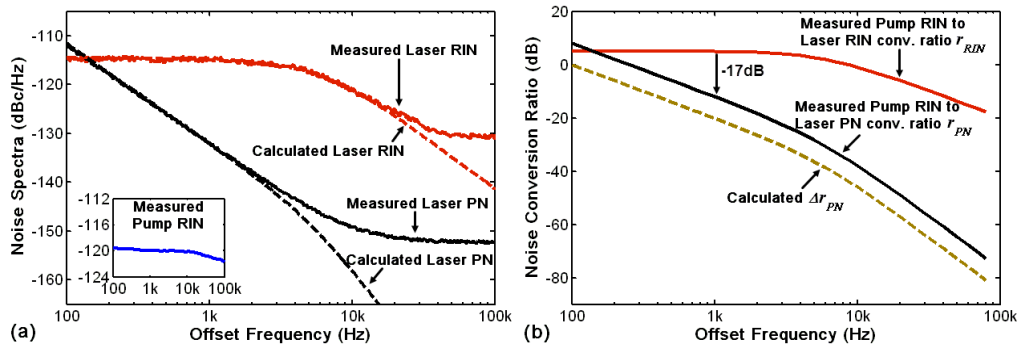 -110
-120
-130
-140
-150
-160
Noise Spectra (dBc/Hz)
Measured Laser RIN
Calculated Laser RIN
Measured Laser PN
Calculated Laser PN
Measured
Pump RIN
-112
-116
-120
-124
100 1k 10k 100k
100 1k 10k 100k
Offset Frequency (Hz)
(a)
20
0
-20
-40
-60
-80
Noise Conversion Ratio (dB)
Measured Pump RIN to
Laser RIN conv. ratio r_RIN
-17dB
Measured Pump RIN to
Laser PN conv. ratio r_PN
Calculated Δr_PN
100 1k 10k 100k
Offset Frequency (Hz)
(b)